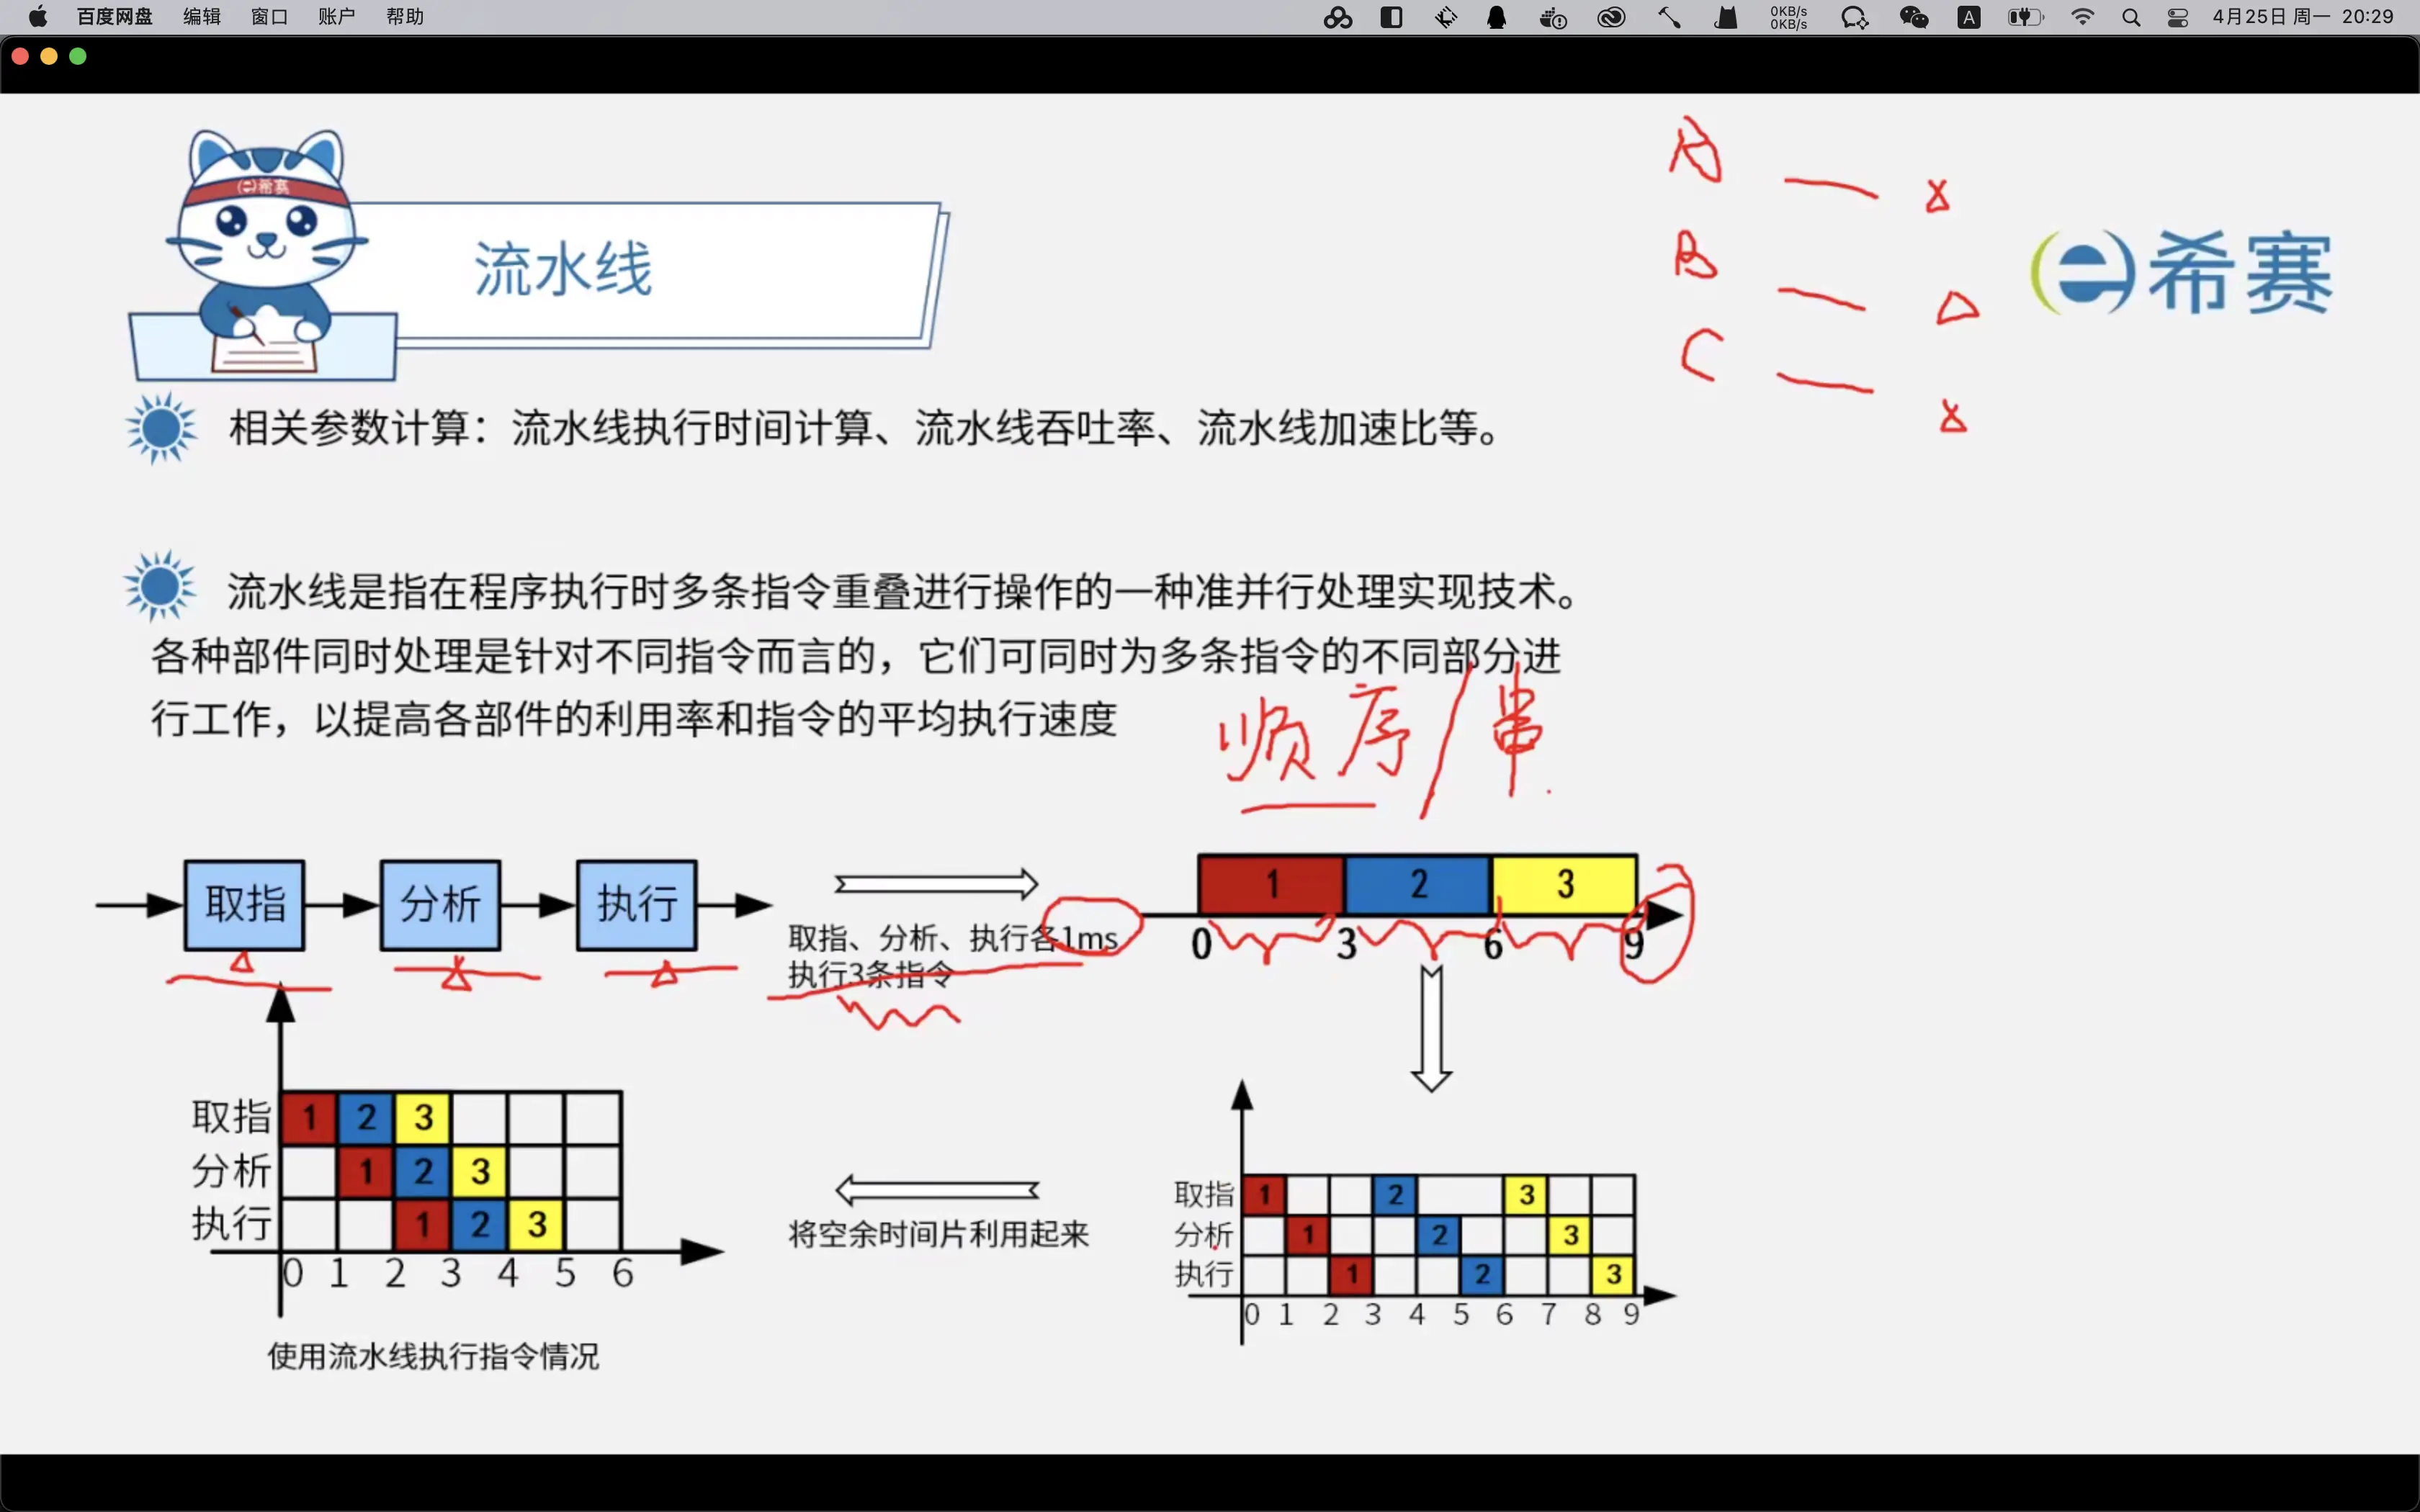 百度网盘 编辑 窗口 账户 帮助 0KB/s 0KB/s A 4月25日 周一 20:29
希赛
流水线
A
B
C
希赛
相关参数计算：流水线执行时间计算、流水线吞吐率、流水线加速比等。
流水线是指在程序执行时多条指令重叠进行操作的一种准并行处理实现技术。
各种部件同时处理是针对不同指令而言的，它们可同时为多条指令的不同部分进
行工作，以提高各部件的利用率和指令的平均执行速度
顺序/串
取指 分析 执行
取指、分析、执行各1ms
执行3条指令
1 2 3
0 3 6 9
取指 1 2 3
分析 1 2 3
执行 1 2 3
0 1 2 3 4 5 6
使用流水线执行指令情况
将空余时间片利用起来
取指 1 2 3
分析 1 2 3
执行 1 2 3
0 1 2 3 4 5 6 7 8 9